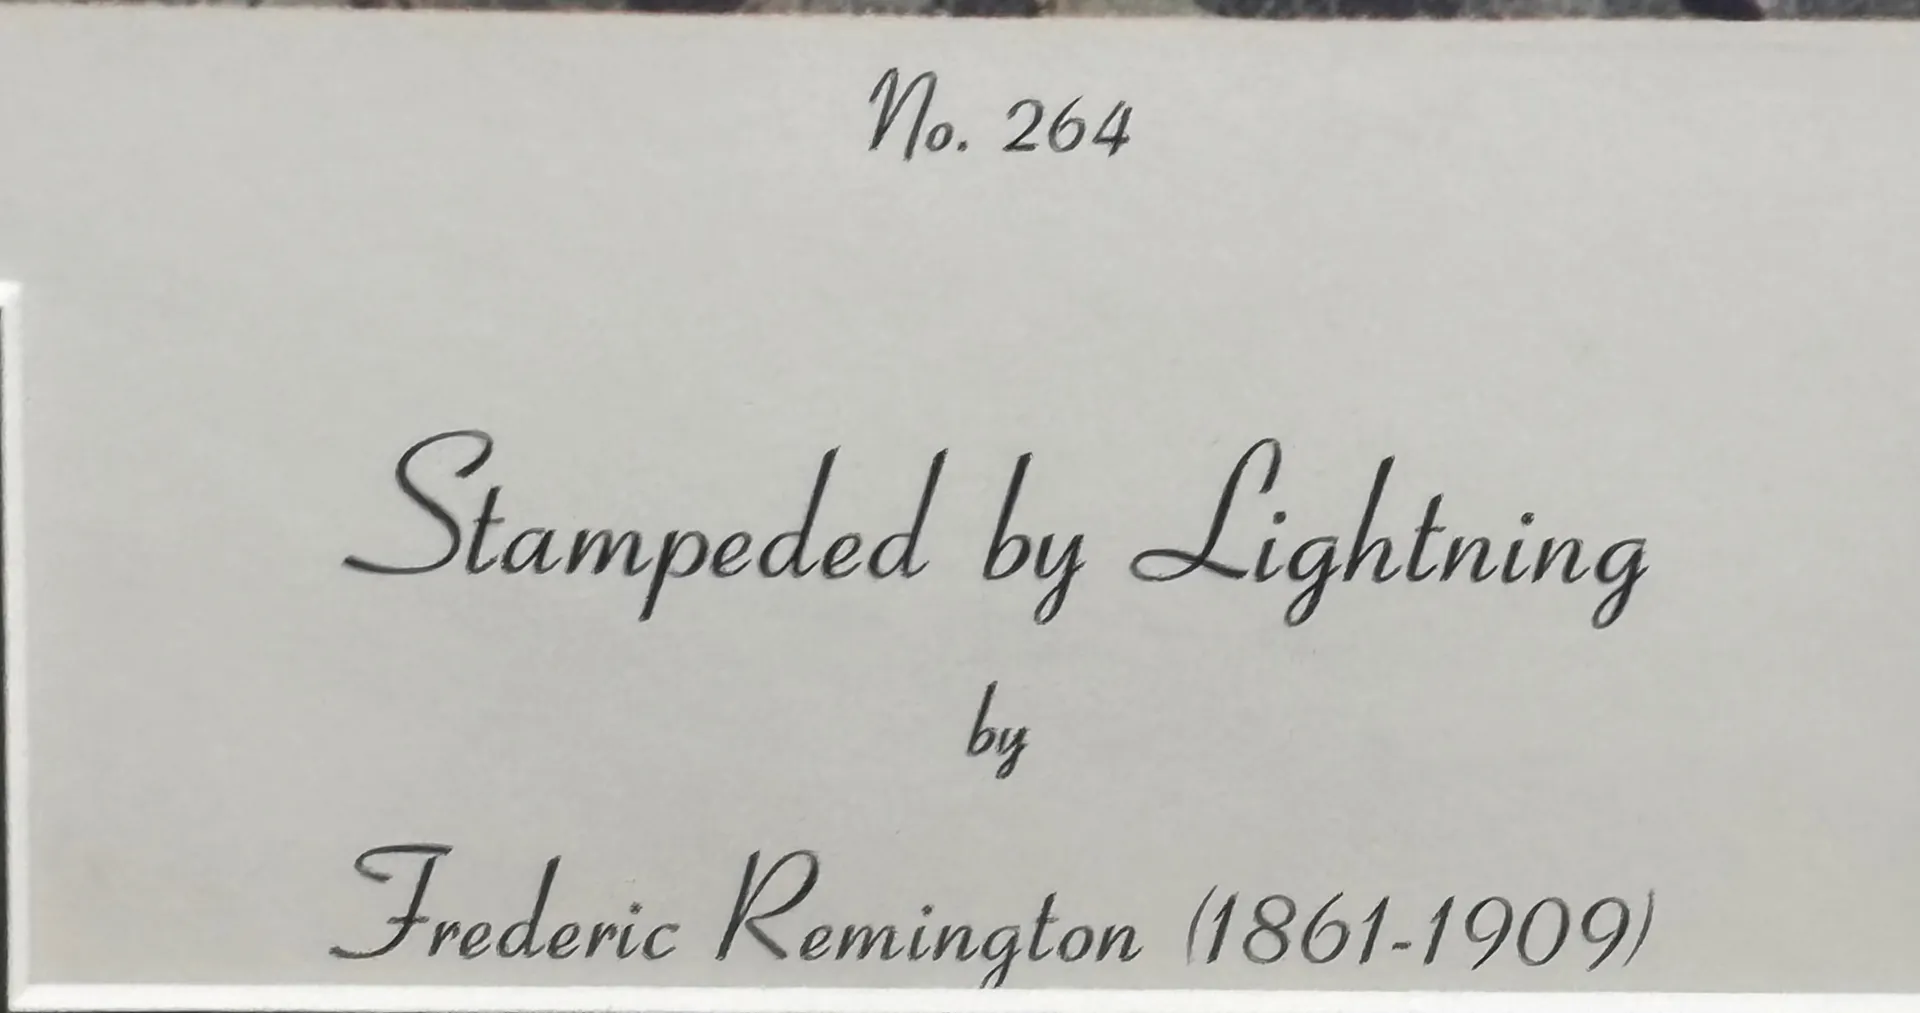 No. 264
Stampeded by Lightning
by
Frederic Remington (1861-1909)